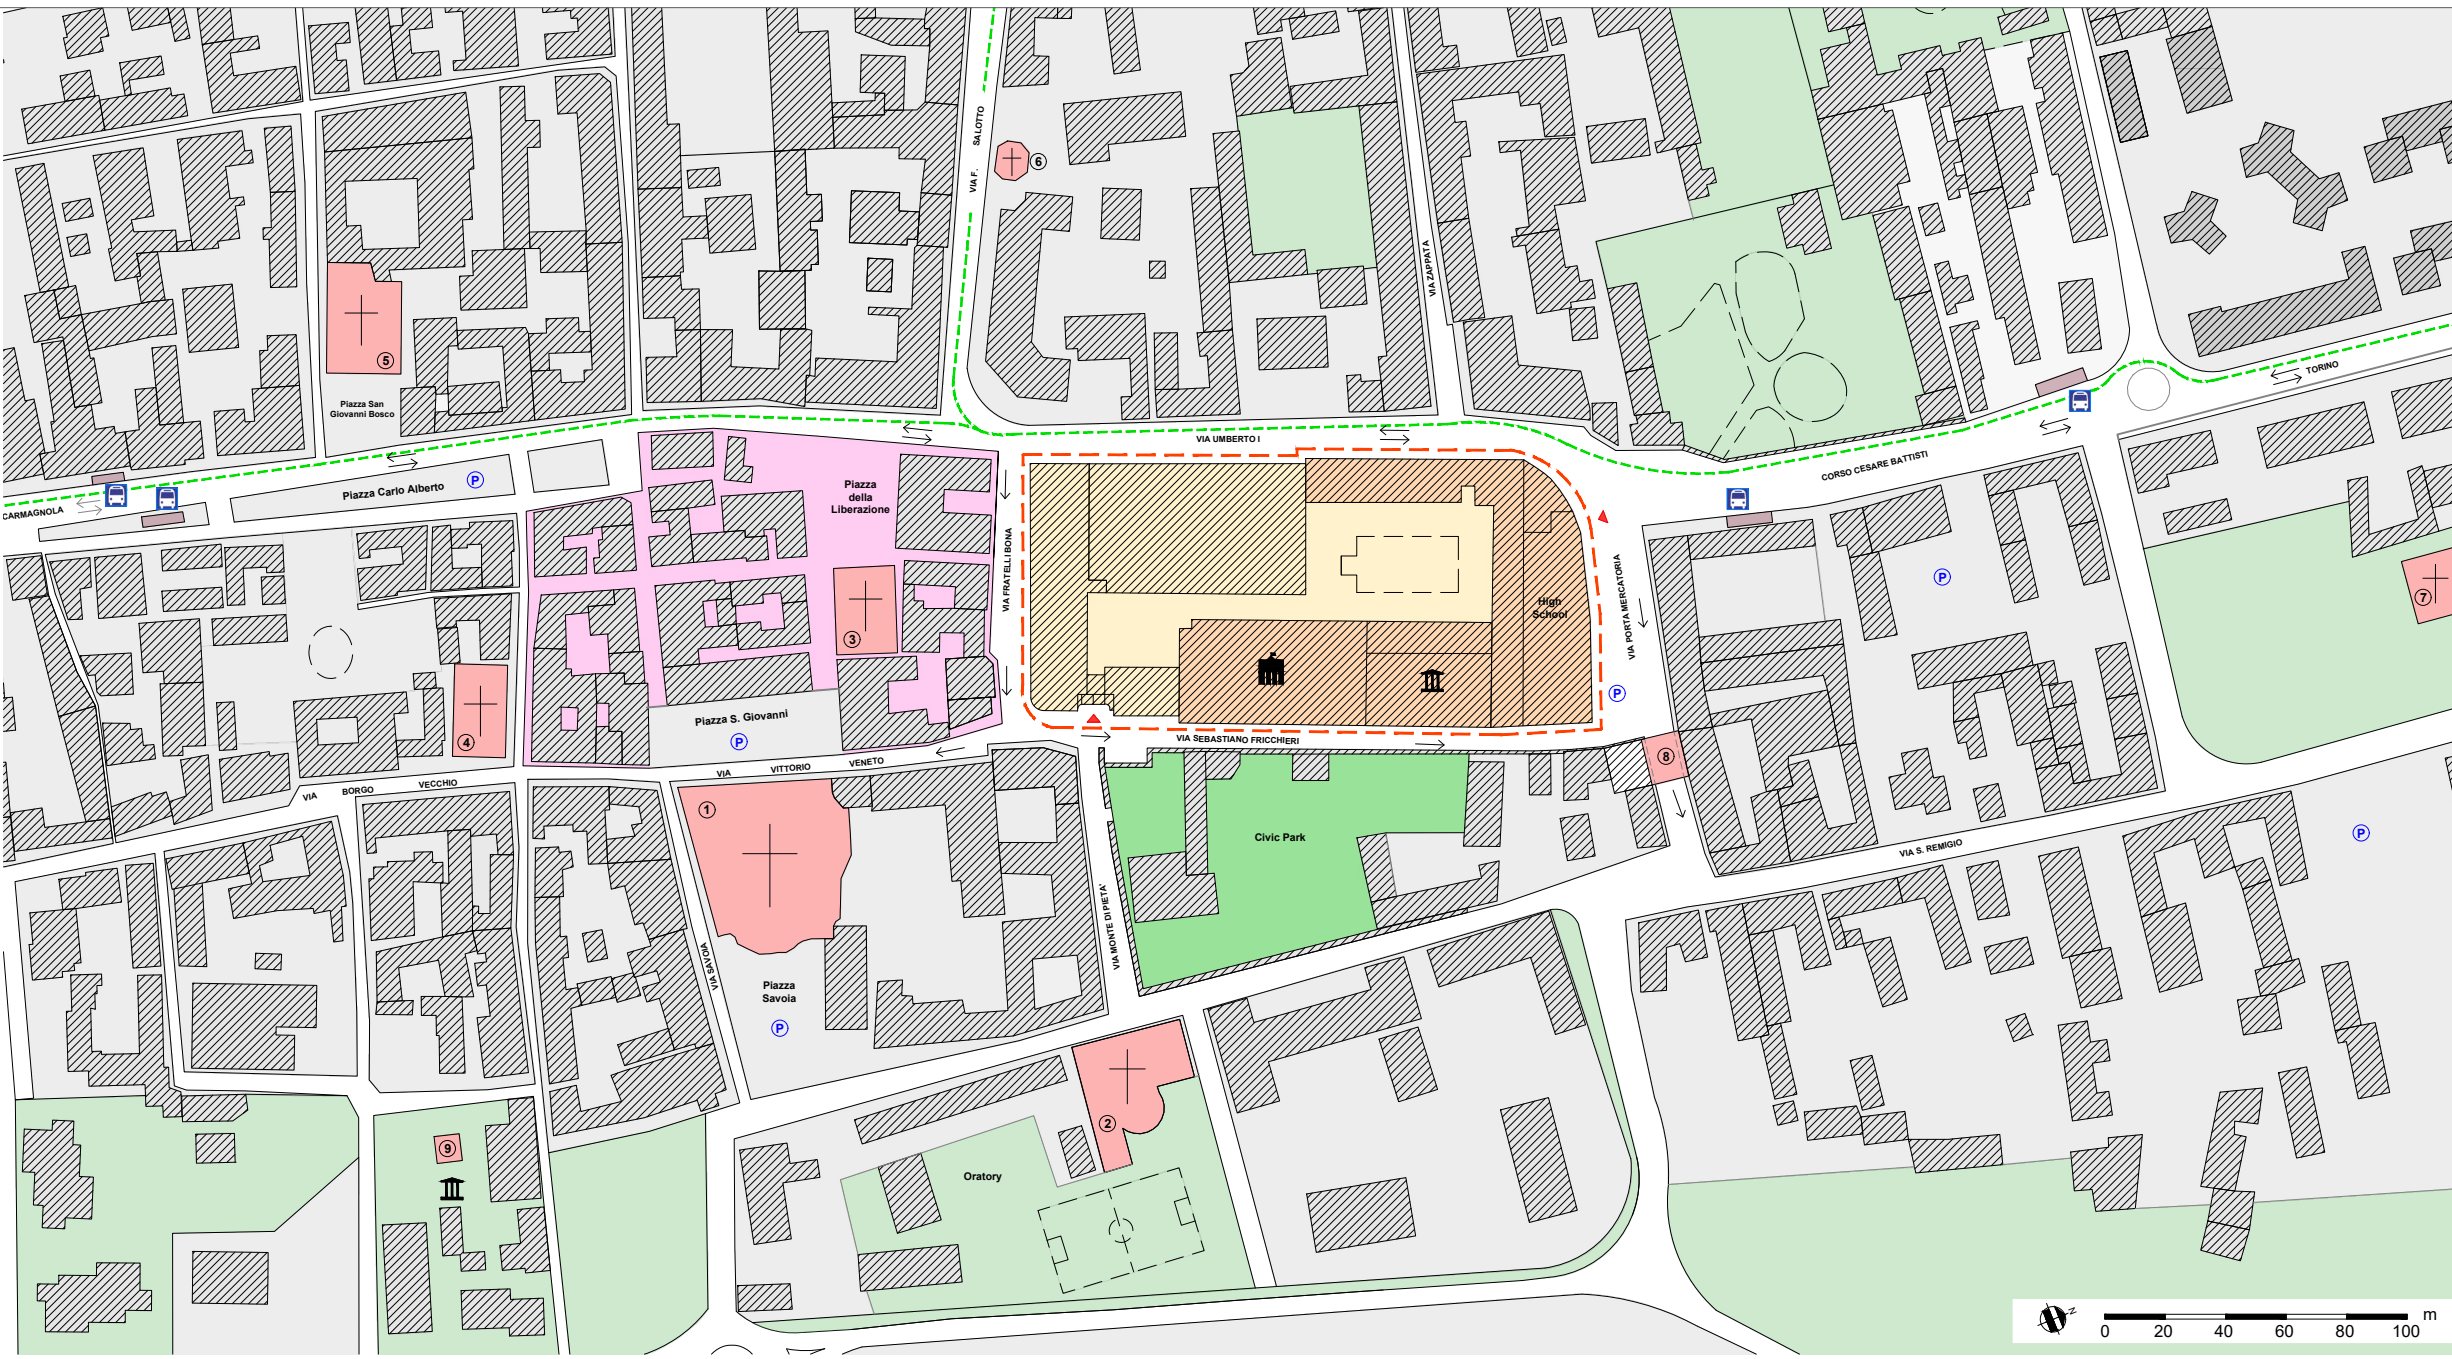 VIA F. SALOTTO
6
5
Piazza San
Giovanni Bosco
VIA ZAPPATA
TORINO
VIA UMBERTO I
CORSO CESARE BATTISTI
Piazza Carlo Alberto
P
CARMAGNOLA
Piazza
della
Liberazione
VIA FRATELLI BONA
High
School
VIA PORTA MERCATORIA
P
7
3
4
Piazza S. Giovanni
P
P
VIA SEBASTIANO FRICCHIERI
8
VIA VITTORIO VENETO
VIA BORGO VECCHIO
1
Civic Park
P
VIA S. REMIGIO
VIA MONTE DI PIETA'
VIA SAVOIA
Piazza
Savoia
P
2
9
Oratory
N
m
0 20 40 60 80 100